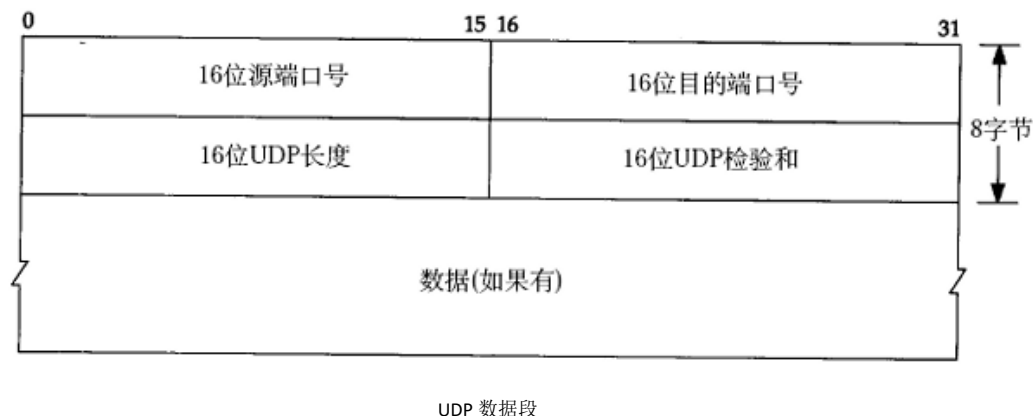 0 15 16 31
16位源端口号 16位目的端口号
8字节
16位UDP长度 16位UDP检验和
数据(如果有)
UDP 数据段